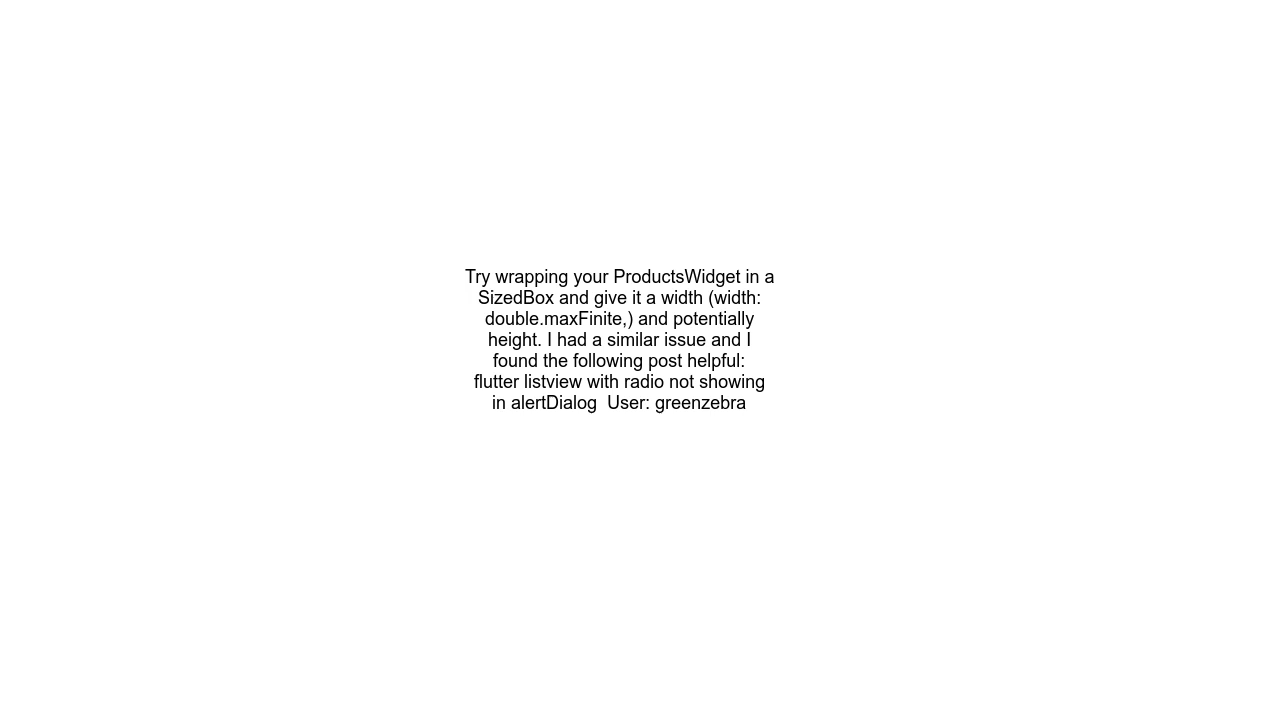 Try wrapping your ProductsWidget in a
SizedBox and give it a width (width:
double.maxFinite,) and potentially
height. I had a similar issue and I
found the following post helpful:
flutter listview with radio not showing
in alertDialog  User: greenzebra